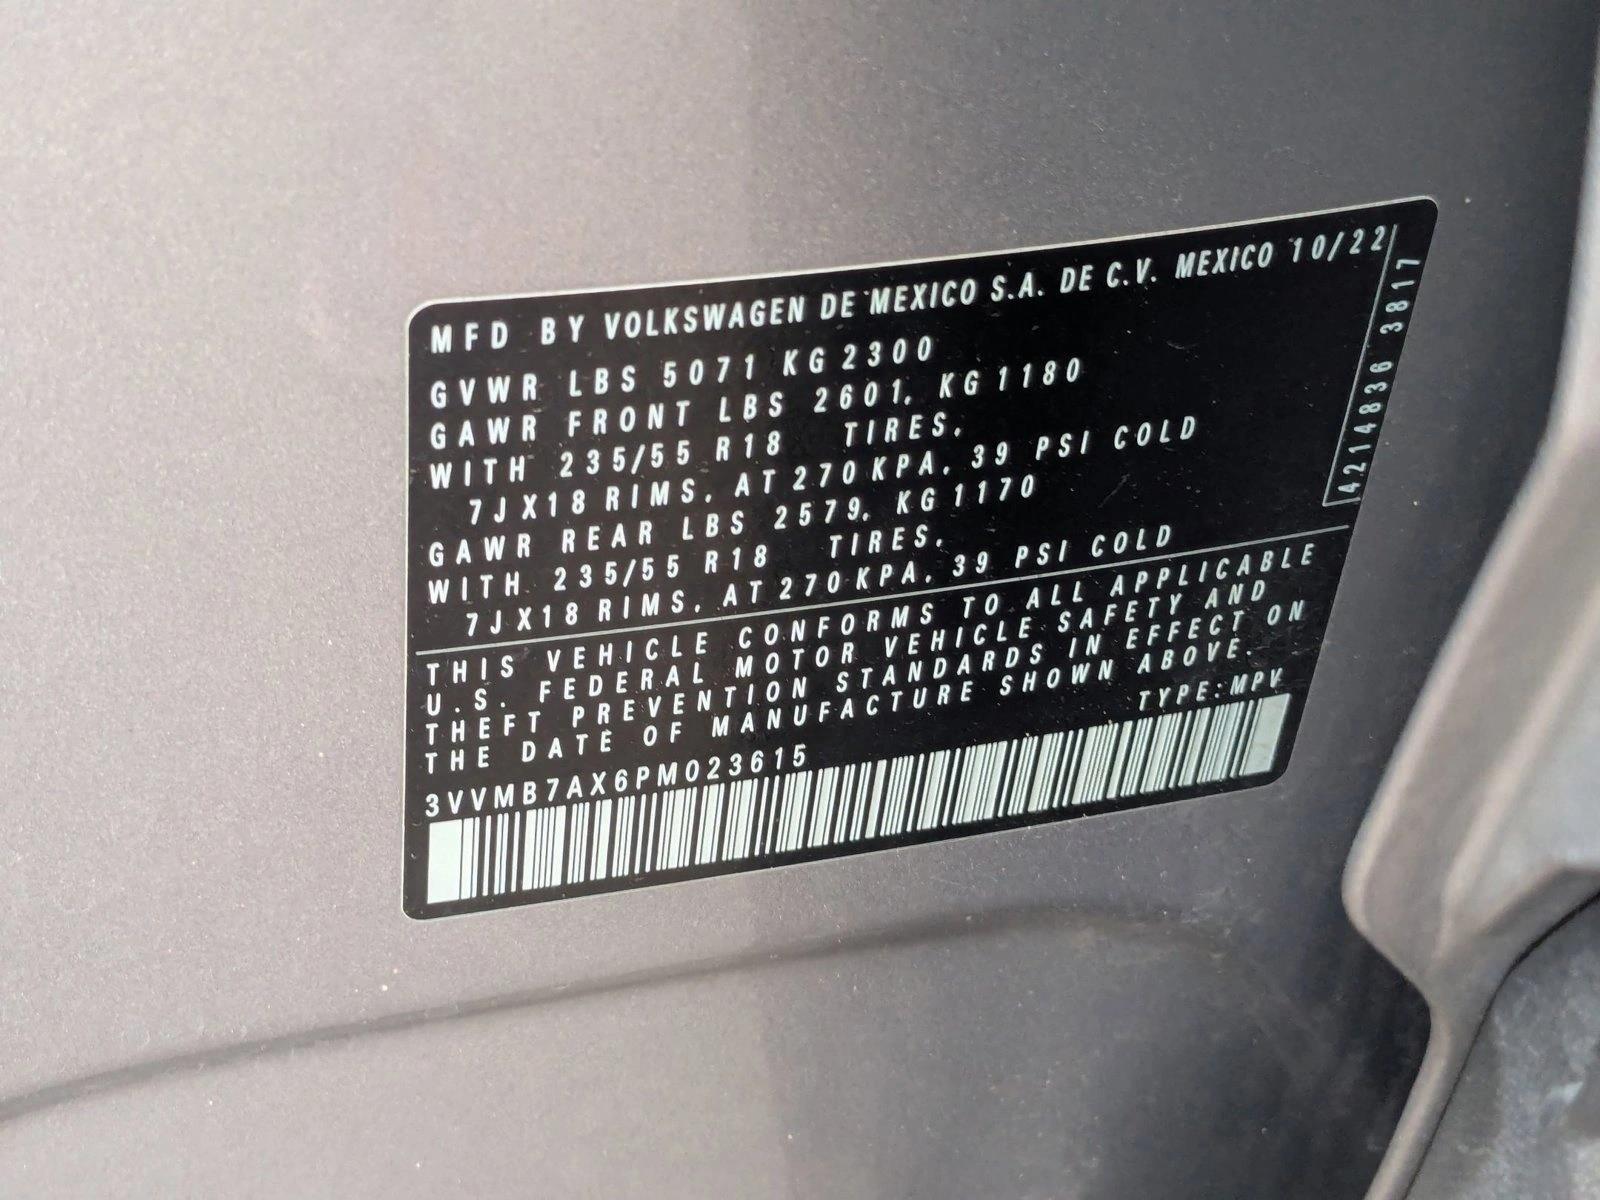 MFD BY VOLKSWAGEN DE MEXICO S.A. DE C.V. MEXICO 10/22
GVWR LBS 5071 KG 2300
GAWR FRONT LBS 2601, KG 1180
WITH 235/55 R18 TIRES,
7JX18 RIMS, AT 270 KPA, 39 PSI COLD
GAWR REAR LBS 2579, KG 1170
WITH 235/55 R18 TIRES,
7JX18 RIMS, AT 270 KPA, 39 PSI COLD
THIS VEHICLE CONFORMS TO ALL APPLICABLE
U.S. FEDERAL MOTOR VEHICLE SAFETY AND
THEFT PREVENTION STANDARDS IN EFFECT ON
THE DATE OF MANUFACTURE SHOWN ABOVE.
TYPE:MPV
3VVMB7AX6PM023615
4214836 3817